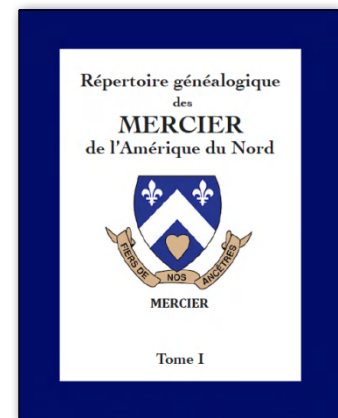 Répertoire généalogique
des
MERCIER
de l'Amérique du Nord
FIERS DE NOS ANCÊTRES
MERCIER
Tome I